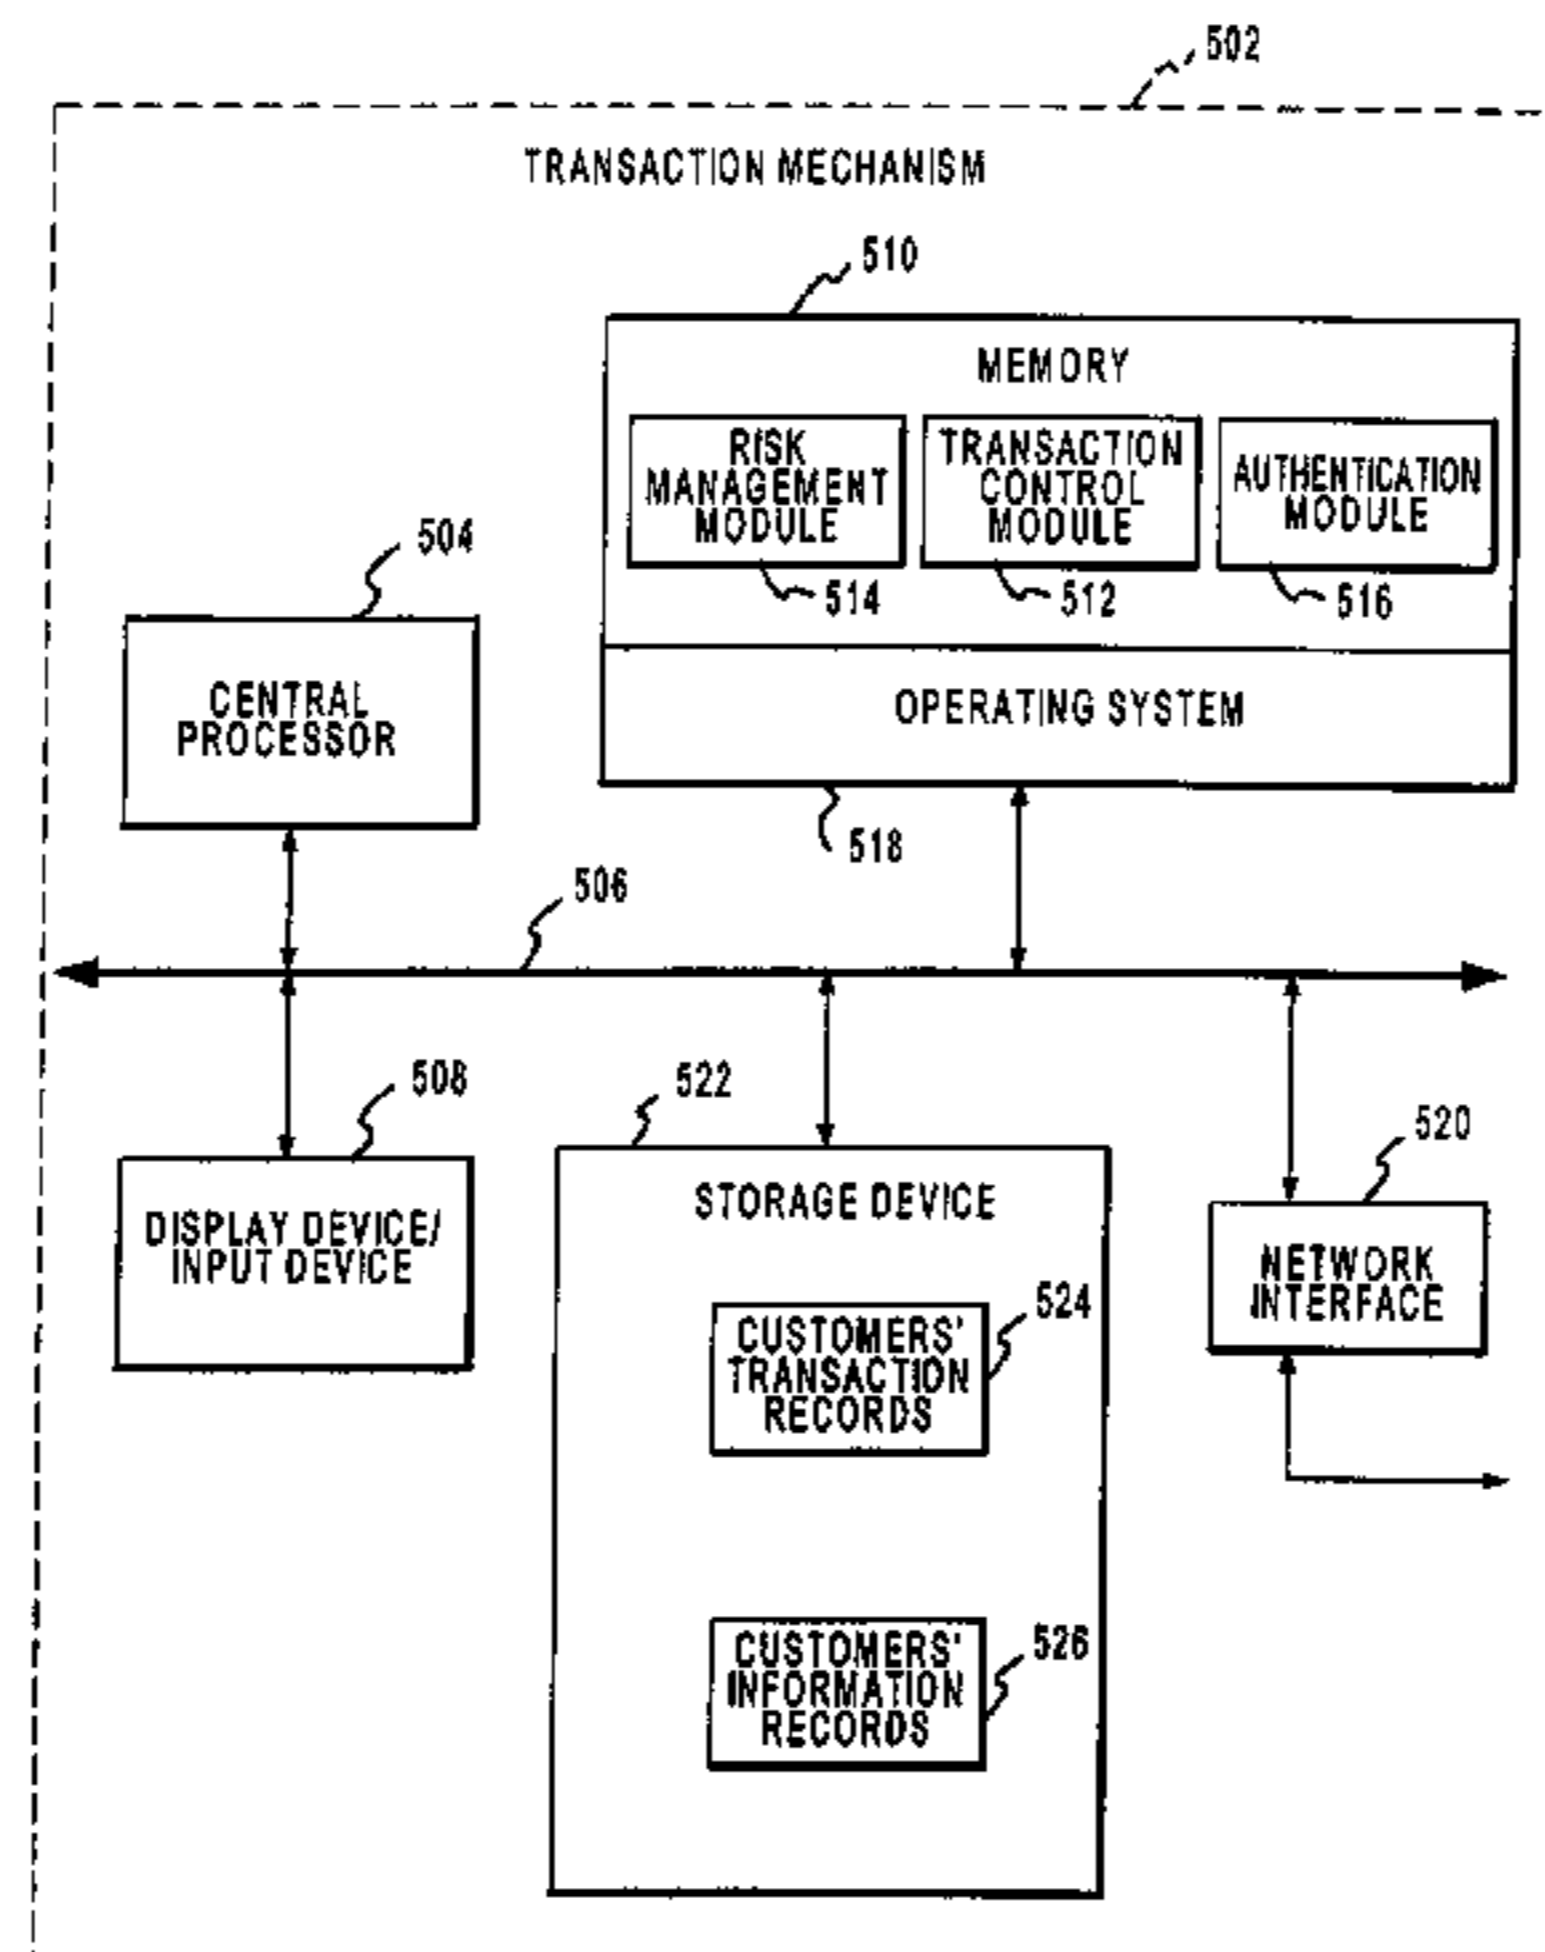 502
TRANSACTION MECHANISM
510
MEMORY
RISK
MANAGEMENT
MODULE
TRANSACTION
CONTROL
MODULE
AUTHENTICATION
MODULE
514
512
516
504
CENTRAL
PROCESSOR
OPERATING SYSTEM
518
506
508
DISPLAY DEVICE/
INPUT DEVICE
522
STORAGE DEVICE
524
CUSTOMERS'
TRANSACTION
RECORDS
526
CUSTOMERS'
INFORMATION
RECORDS
520
NETWORK
INTERFACE